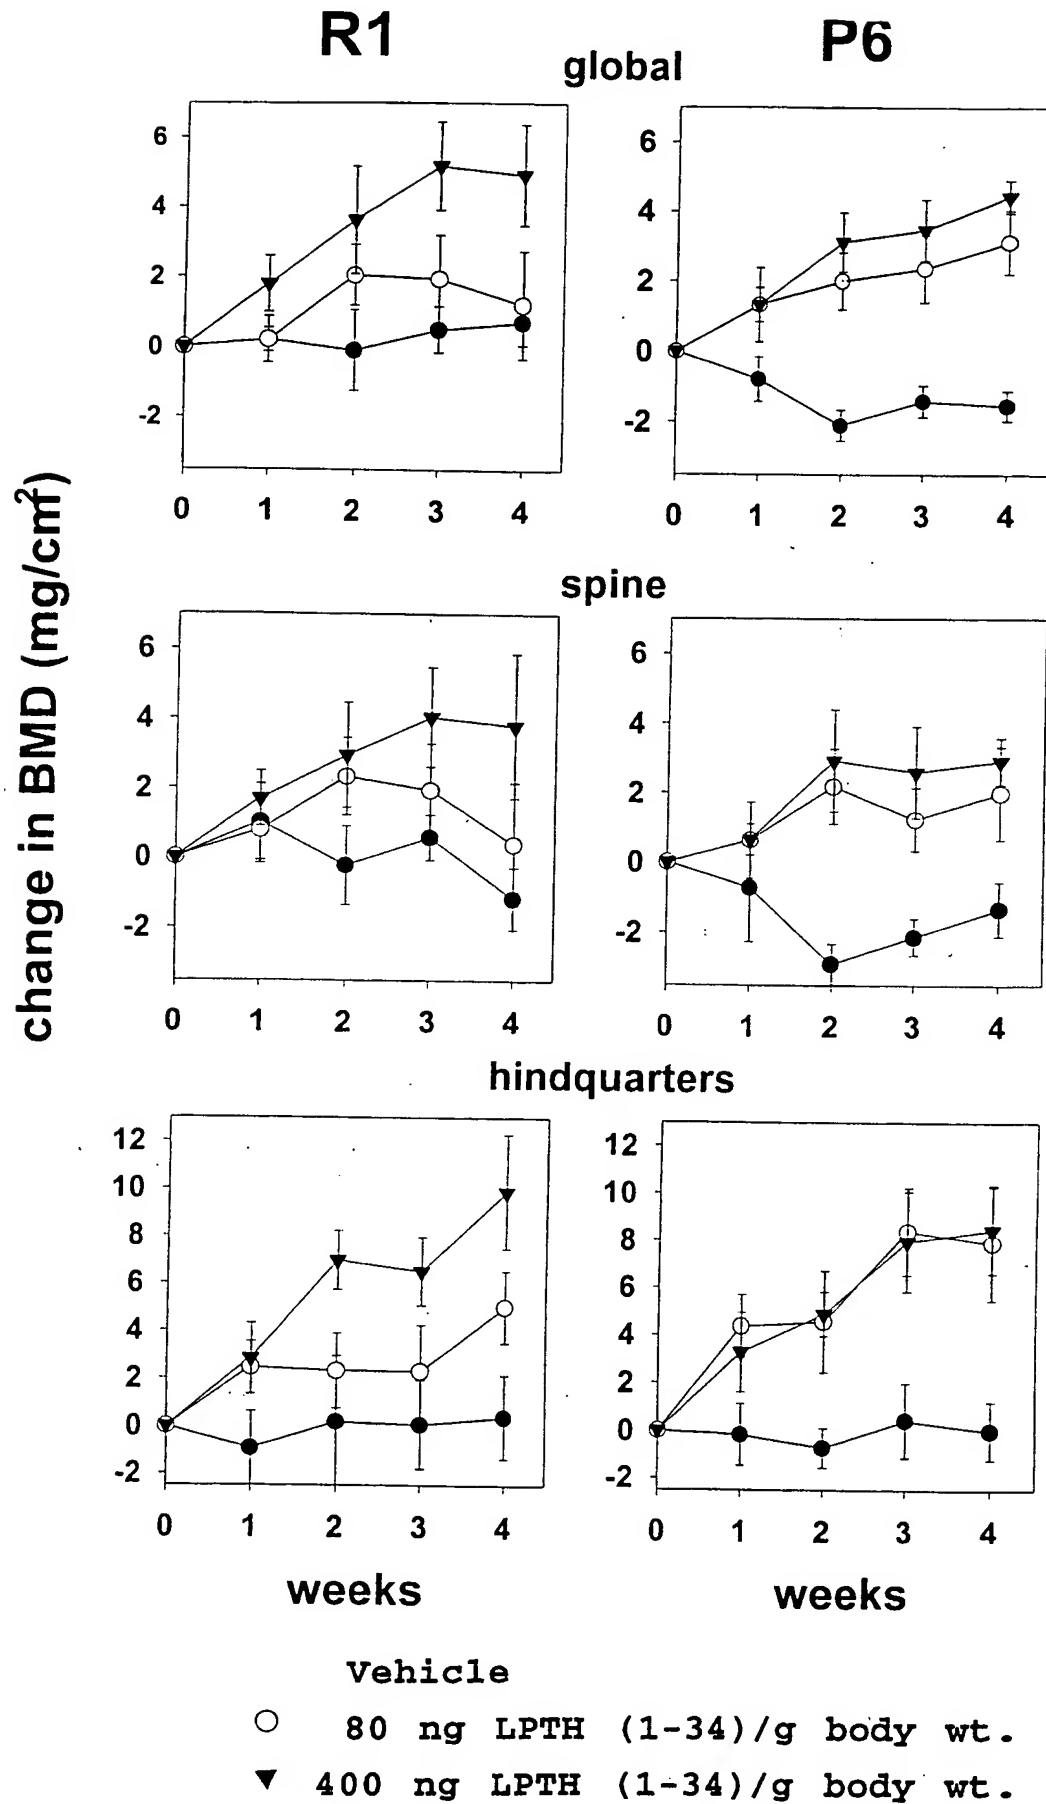 R1 P6
global
6 6
4 4
2 2
0 0
-2 -2
0 1 2 3 4 0 1 2 3 4
change in BMD (mg/cm²)
spine
6 6
4 4
2 2
0 0
-2 -2
0 1 2 3 4 0 1 2 3 4
hindquarters
12 12
10 10
8 8
6 6
4 4
2 2
0 0
-2 -2
0 1 2 3 4 0 1 2 3 4
weeks weeks
Vehicle
80 ng LPTH (1-34)/g body wt.
400 ng LPTH (1-34)/g body wt.